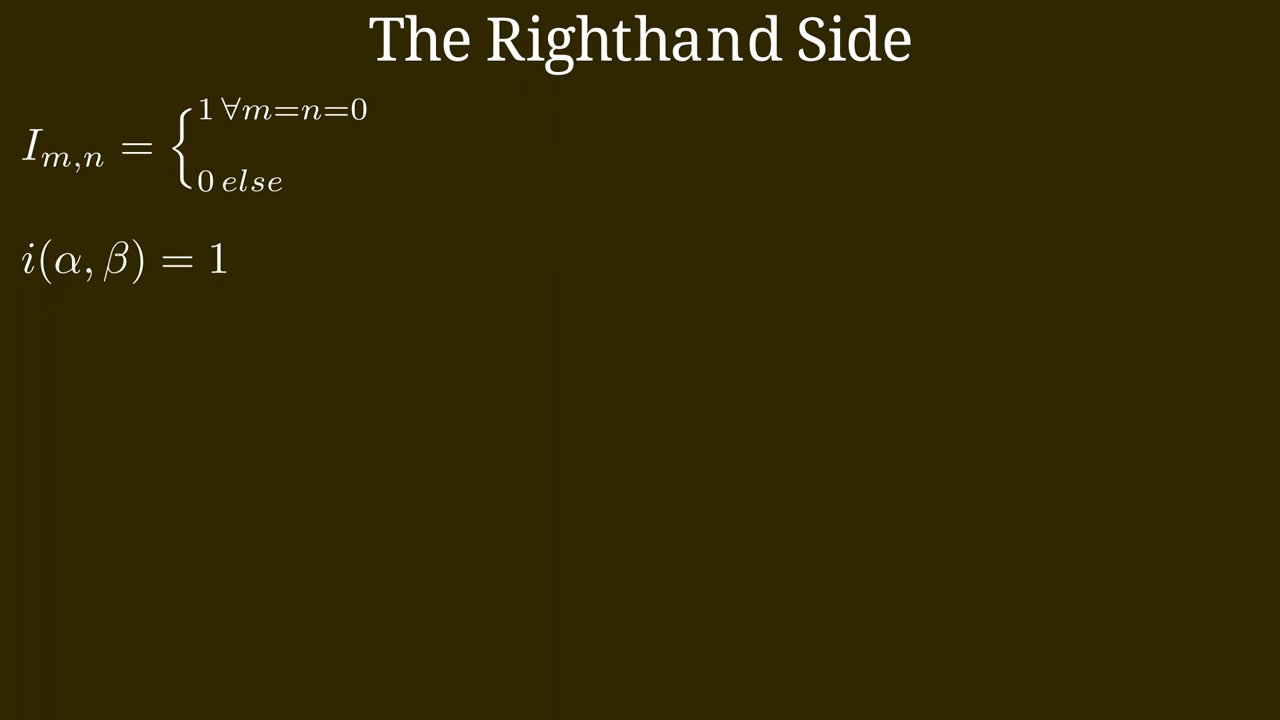 The Righthand Side
I_{m,n} = { 1 ∀m=n=0
0 else
i(α, β) = 1